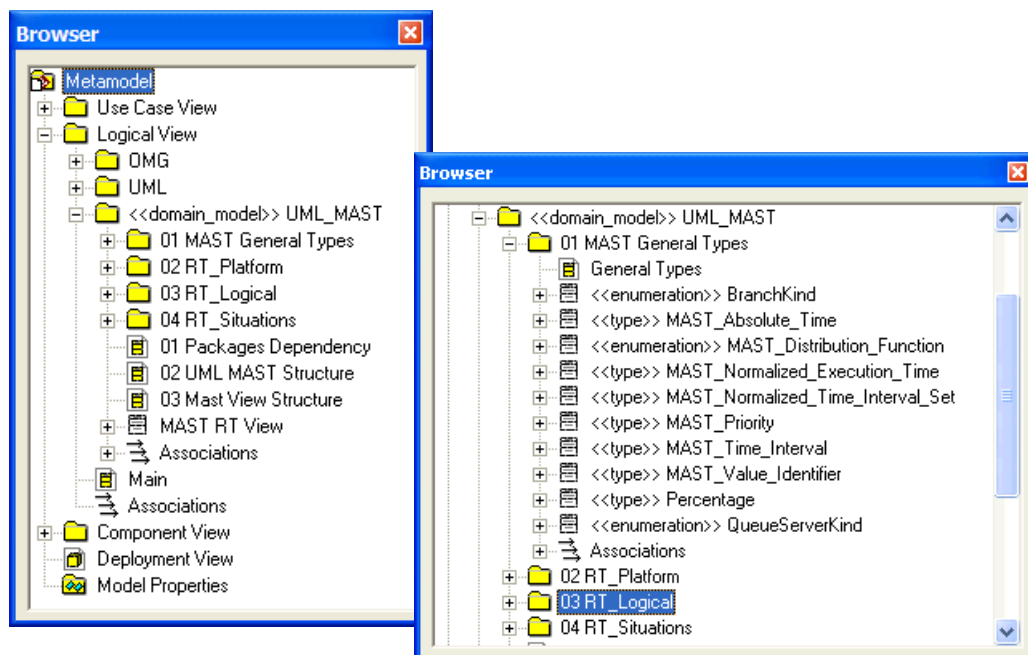 Browser
Metamodel
Use Case View
Logical View
OMG
UML
<<domain_model>> UML_MAST
01 MAST General Types
02 RT_Platform
03 RT_Logical
04 RT_Situations
01 Packages Dependency
02 UML MAST Structure
03 Mast View Structure
MAST RT View
Associations
Main
Associations
Component View
Deployment View
Model Properties
Browser
<<domain_model>> UML_MAST
01 MAST General Types
General Types
<<enumeration>> BranchKind
<<type>> MAST_Absolute_Time
<<enumeration>> MAST_Distribution_Function
<<type>> MAST_Normalized_Execution_Time
<<type>> MAST_Normalized_Time_Interval_Set
<<type>> MAST_Priority
<<type>> MAST_Time_Interval
<<type>> MAST_Value_Identifier
<<type>> Percentage
<<enumeration>> QueueServerKind
Associations
02 RT_Platform
03 RT_Logical
04 RT_Situations